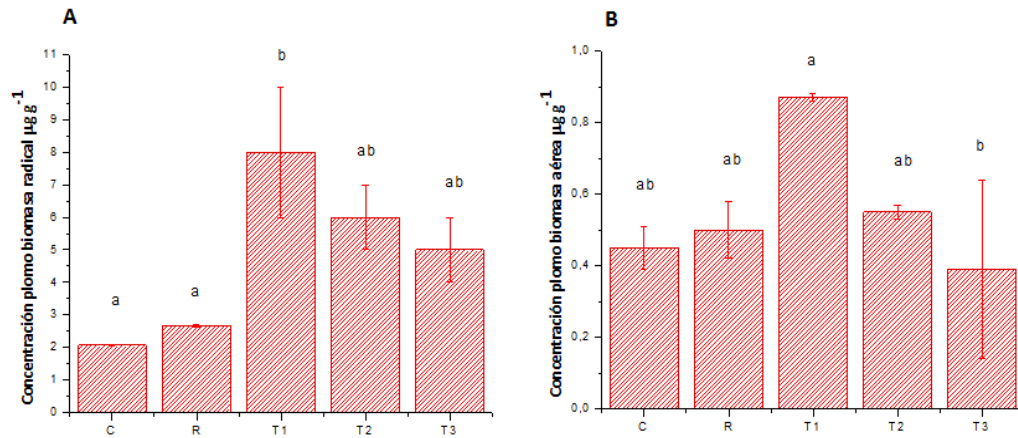 A
Concentración plomo biomasa radical µg g-1
11
10
9
8
7
6
5
4
3
2
1
0
a
a
b
ab
ab
C
R
T1
T2
T3
B
Concentración plomo biomasa aérea µg g-1
1,0
0,8
0,6
0,4
0,2
0,0
ab
ab
a
ab
b
C
R
T1
T2
T3